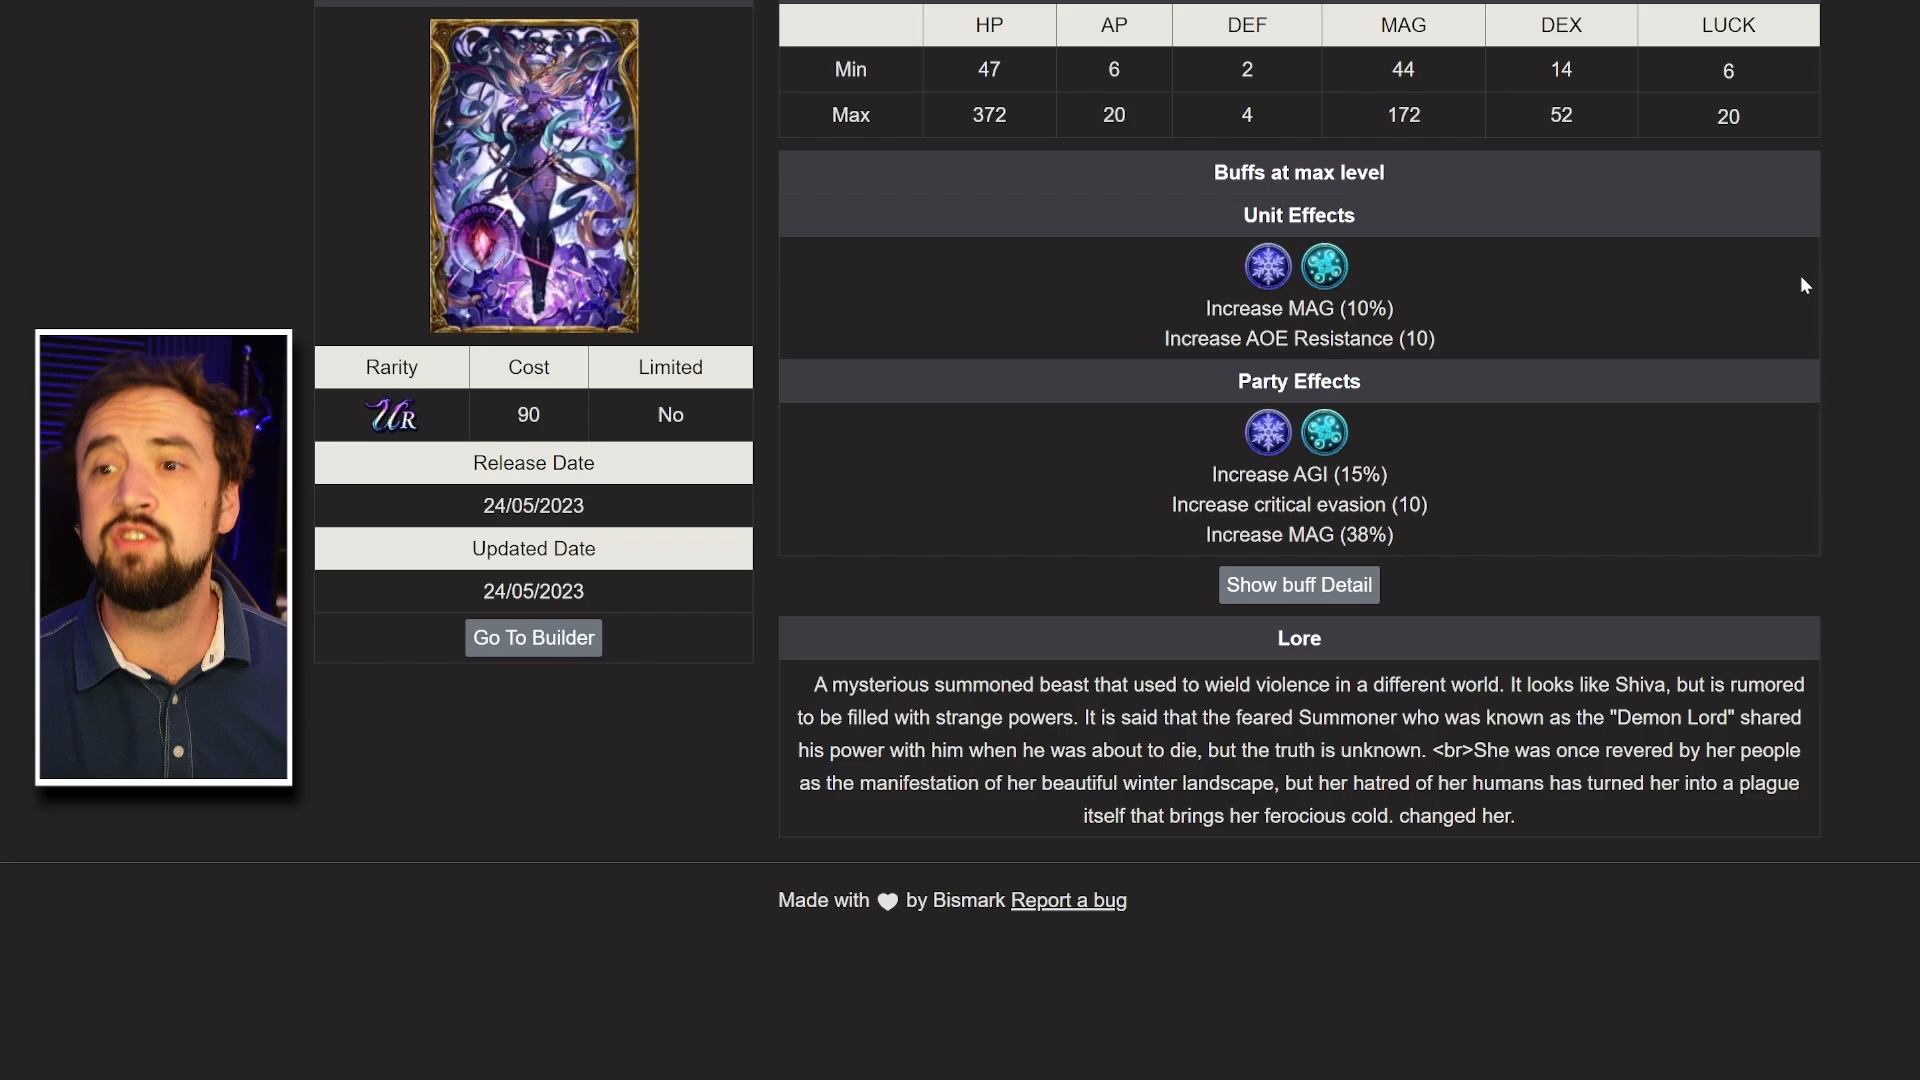 HP AP DEF MAG DEX LUCK
Min 47 6 2 44 14 6
Max 372 20 4 172 52 20
Buffs at max level
Unit Effects
Increase MAG (10%)
Increase AOE Resistance (10)
Party Effects
Increase AGI (15%)
Increase critical evasion (10)
Increase MAG (38%)
Show buff Detail
Rarity Cost Limited
UR 90 No
Release Date
24/05/2023
Updated Date
24/05/2023
Go To Builder
Lore
A mysterious summoned beast that used to wield violence in a different world. It looks like Shiva, but is rumored
to be filled with strange powers. It is said that the feared Summoner who was known as the "Demon Lord" shared
his power with him when he was about to die, but the truth is unknown. <br>She was once revered by her people
as the manifestation of her beautiful winter landscape, but her hatred of her humans has turned her into a plague
itself that brings her ferocious cold. changed her.
Made with by Bismark Report a bug